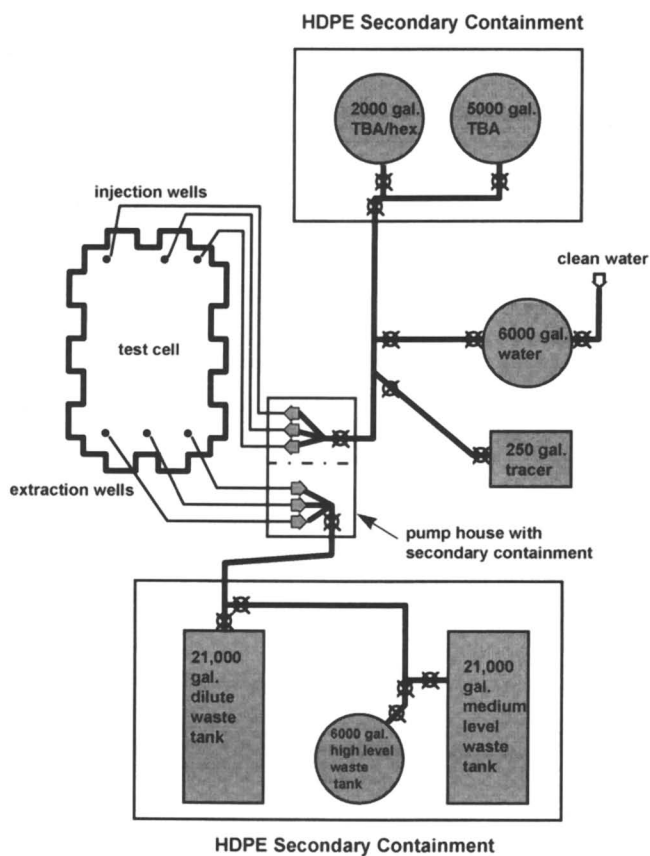 HDPE Secondary Containment
2000 gal.
TBA/hex.
5000 gal.
TBA
injection wells
clean water
6000 gal.
water
test cell
250 gal.
tracer
extraction wells
pump house with
secondary containment
21,000
gal.
dilute
waste
tank
6000 gal.
high level
waste
tank
21,000
gal.
medium
level
waste
tank
HDPE Secondary Containment